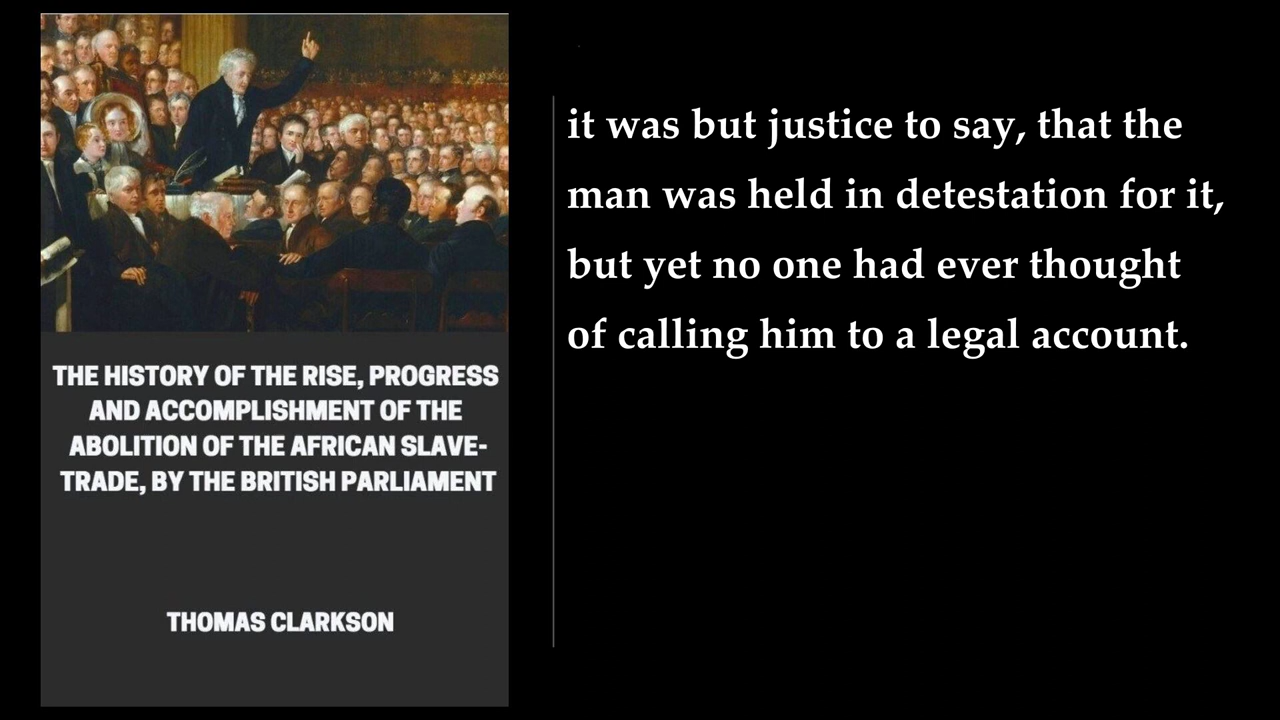 THE HISTORY OF THE RISE, PROGRESS
AND ACCOMPLISHMENT OF THE
ABOLITION OF THE AFRICAN SLAVE-
TRADE, BY THE BRITISH PARLIAMENT
THOMAS CLARKSON
it was but justice to say, that the
man was held in detestation for it,
but yet no one had ever thought
of calling him to a legal account.